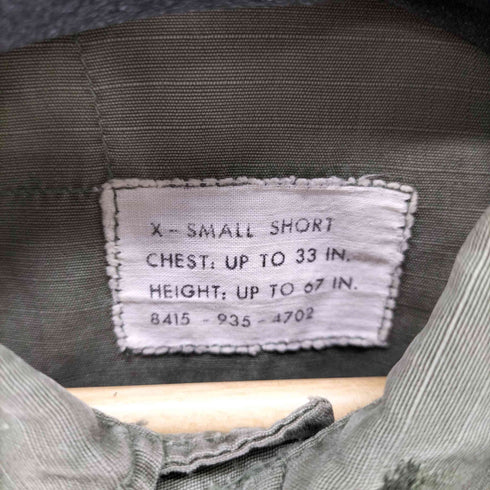 X - SMALL SHORT
CHEST: UP TO 33 IN.
HEIGHT: UP TO 67 IN.
8415 - 935 - 4702